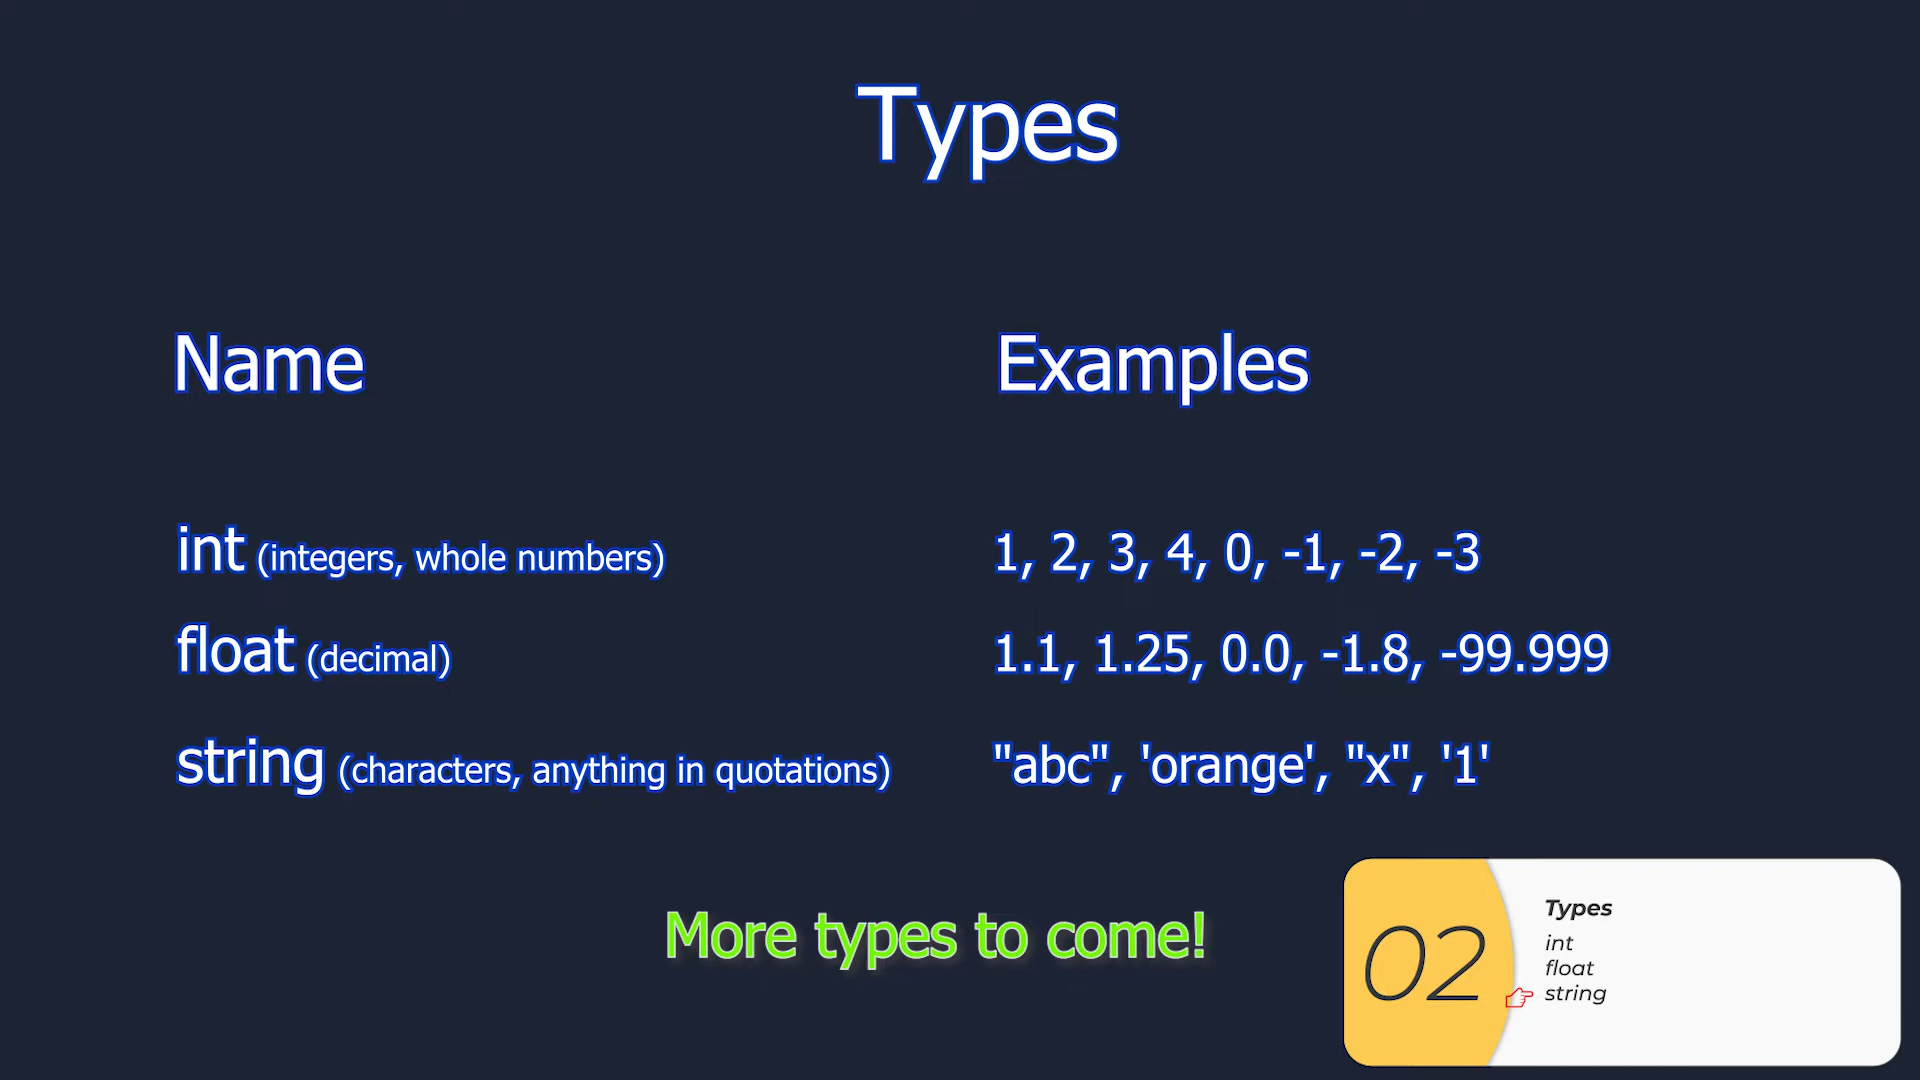 Types
Name Examples
int (integers, whole numbers) 1, 2, 3, 4, 0, -1, -2, -3
float (decimal) 1.1, 1.25, 0.0, -1.8, -99.999
string (characters, anything in quotations) "abc", 'orange', "x", '1'
More types to come!
02
Types
int
float
string